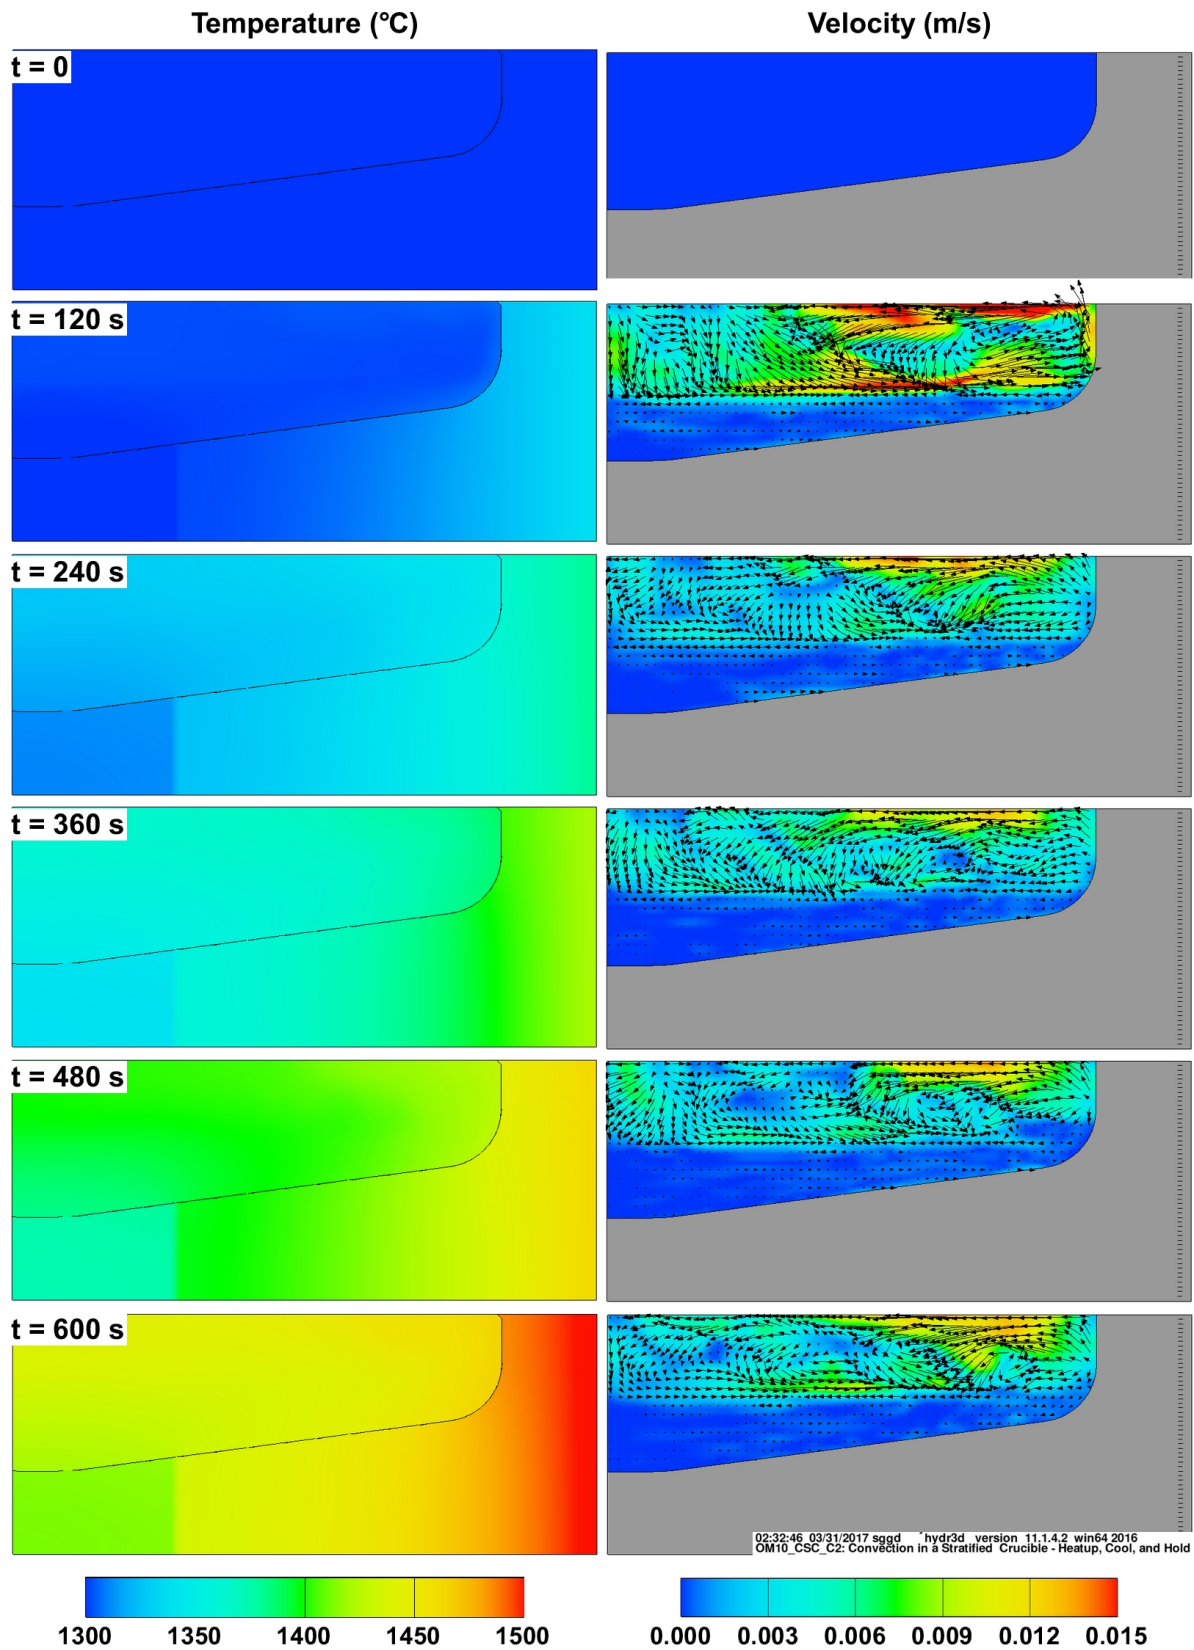 Temperature (°C)
Velocity (m/s)
t = 0
t = 120 s
t = 240 s
t = 360 s
t = 480 s
t = 600 s
02:32:46 03/31/2017 sggd hydr3d version 11.1.4.2 win64 2016
OM10_CSC_C2: Convection in a Stratified Crucible - Heatup, Cool, and Hold
1300 1350 1400 1450 1500
0.000 0.003 0.006 0.009 0.012 0.015